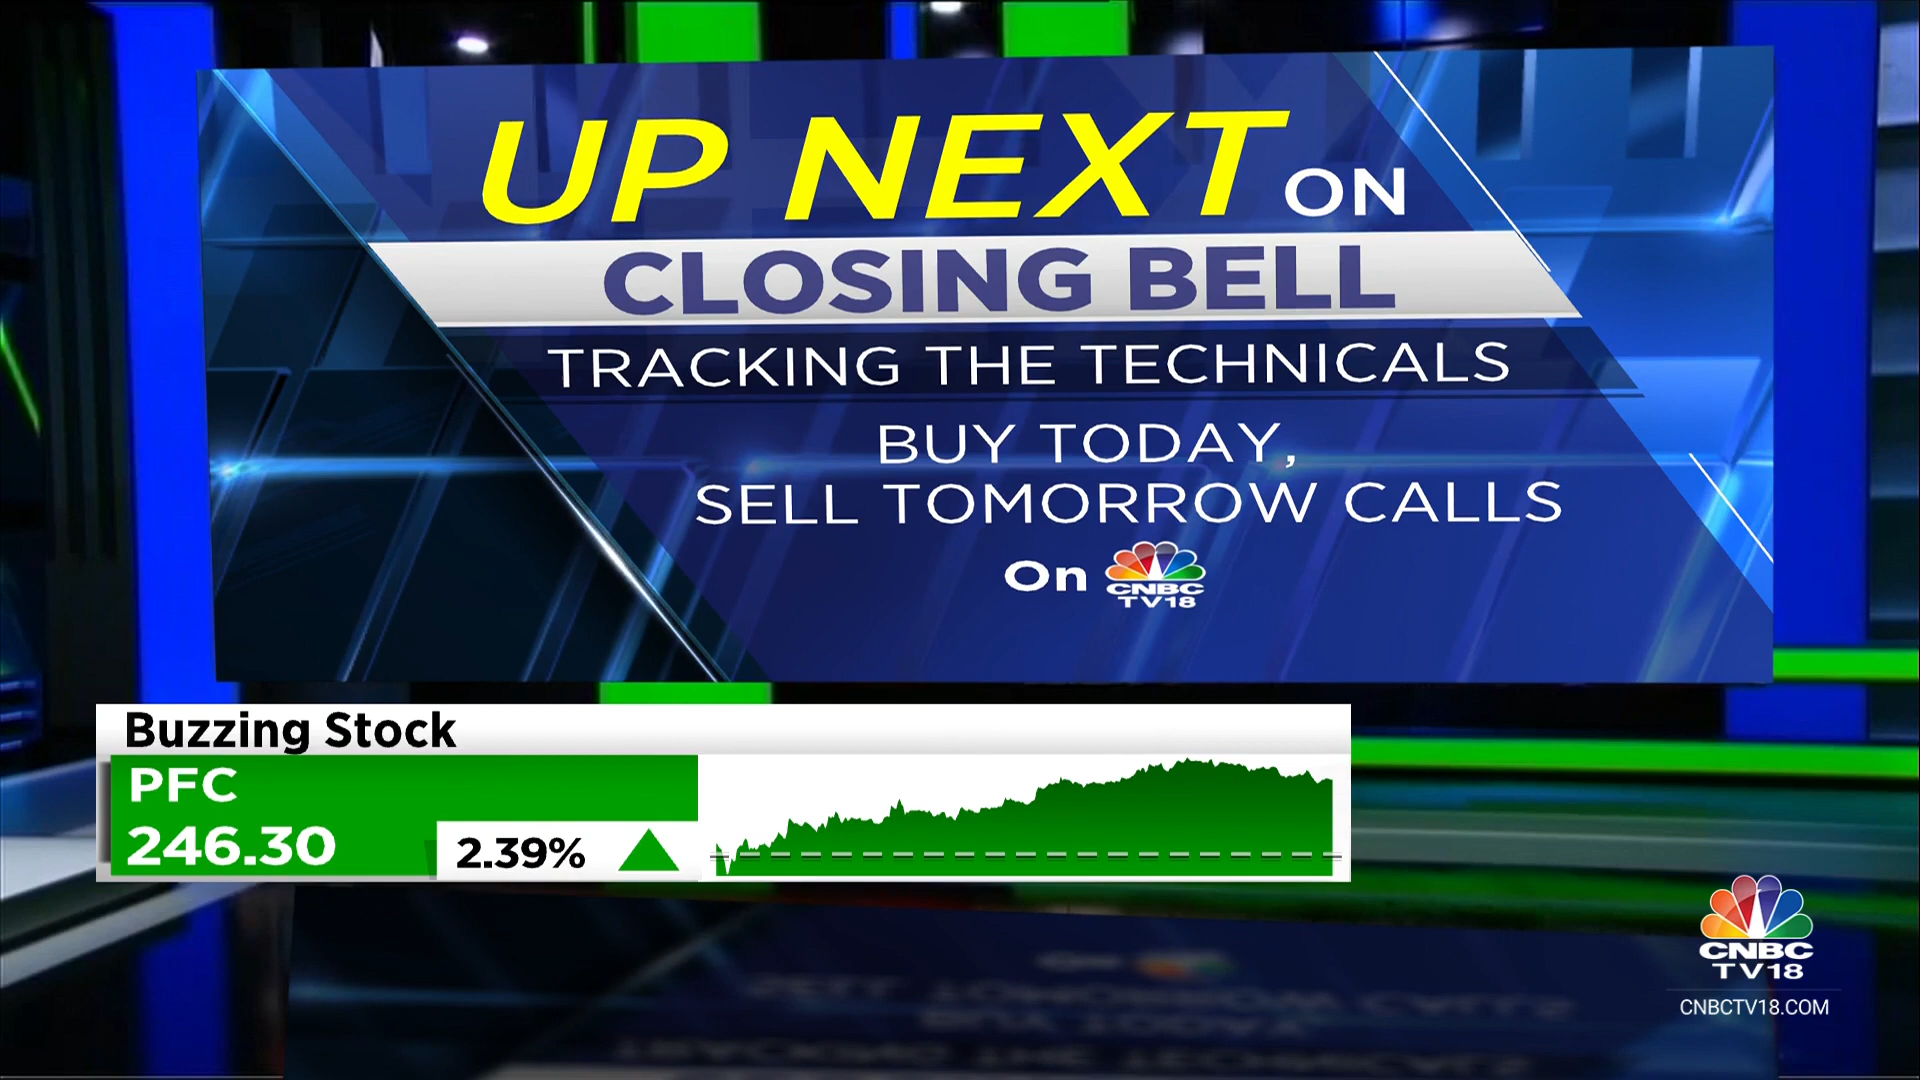 UP NEXT ON
CLOSING BELL
TRACKING THE TECHNICALS
BUY TODAY,
SELL TOMORROW CALLS
On CNBC
TV18
Buzzing Stock
PFC
246.30
2.39%
CNBC
TV18
CNBCTV18.COM